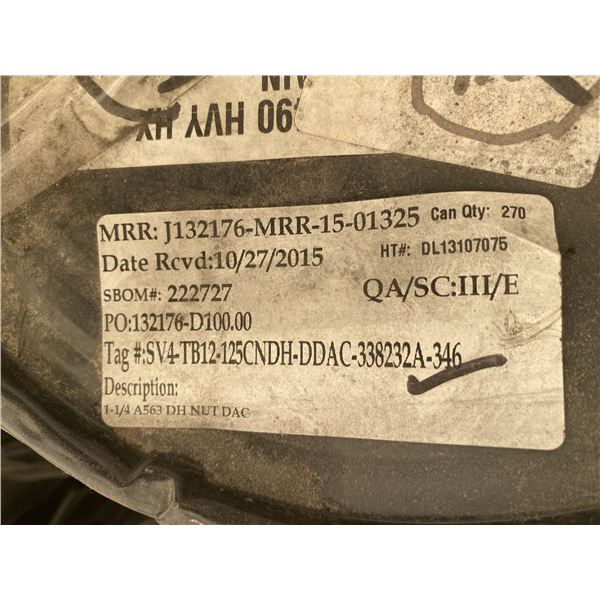 90 HVY HX
MRR: J132176-MRR-15-01325 Can Qty: 270
Date Rcvd:10/27/2015 HT#: DL13107075
SBOM#: 222727 QA/SC:III/E
PO:132176-D100.00
Tag #:SV4-TB12-125CNDH-DDAC-338232A-346
Description:
1-1/4 A563 DH NUT DAC